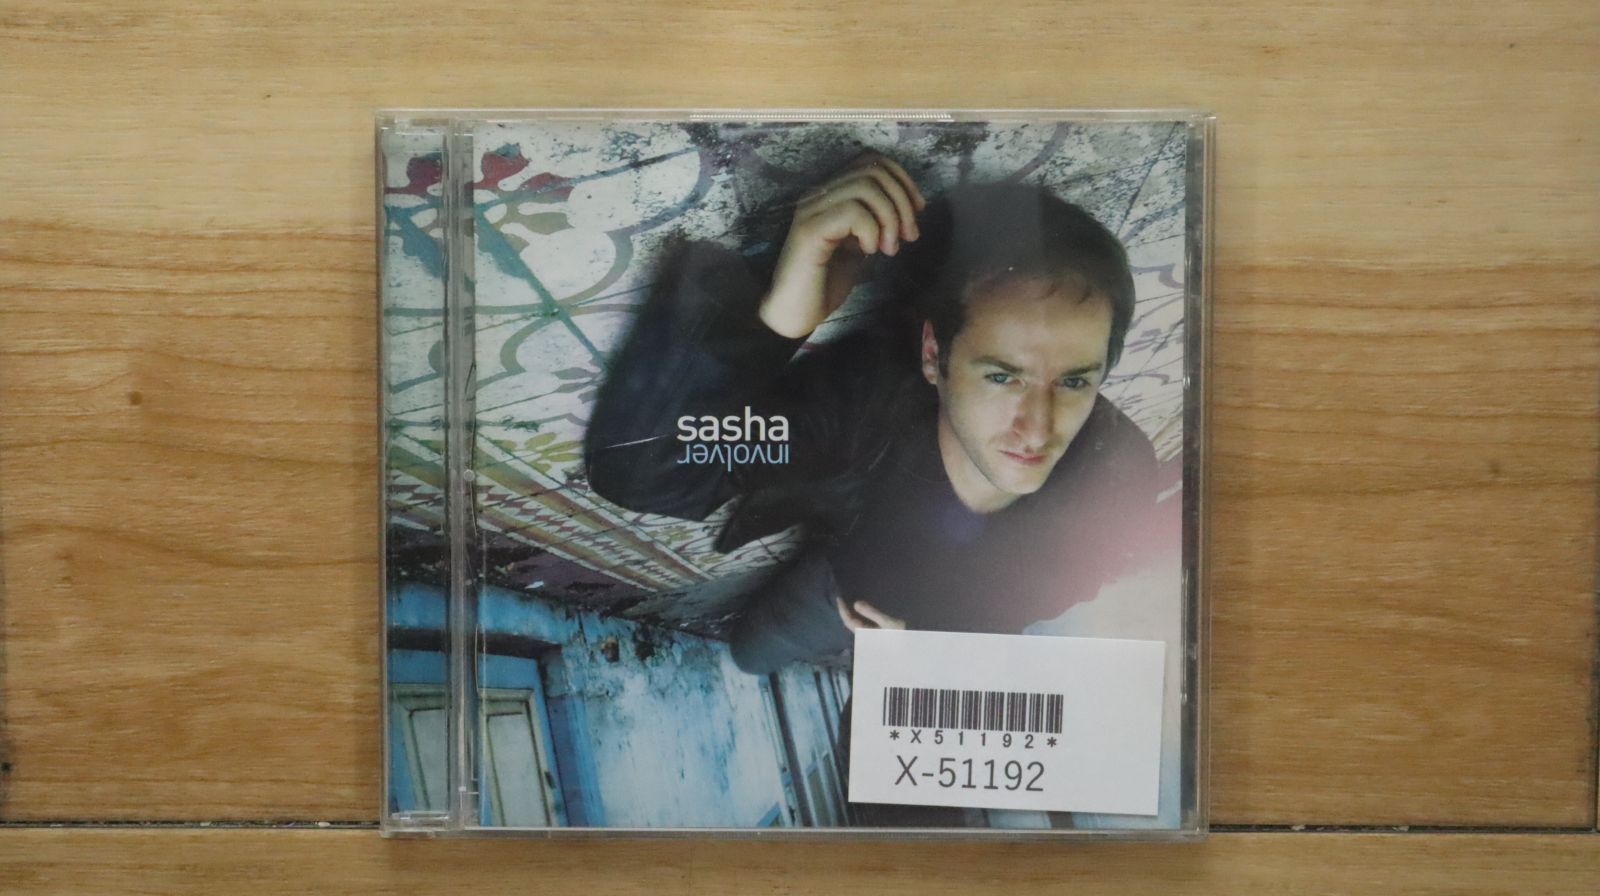 sasha
involver
*X51192*
X-51192